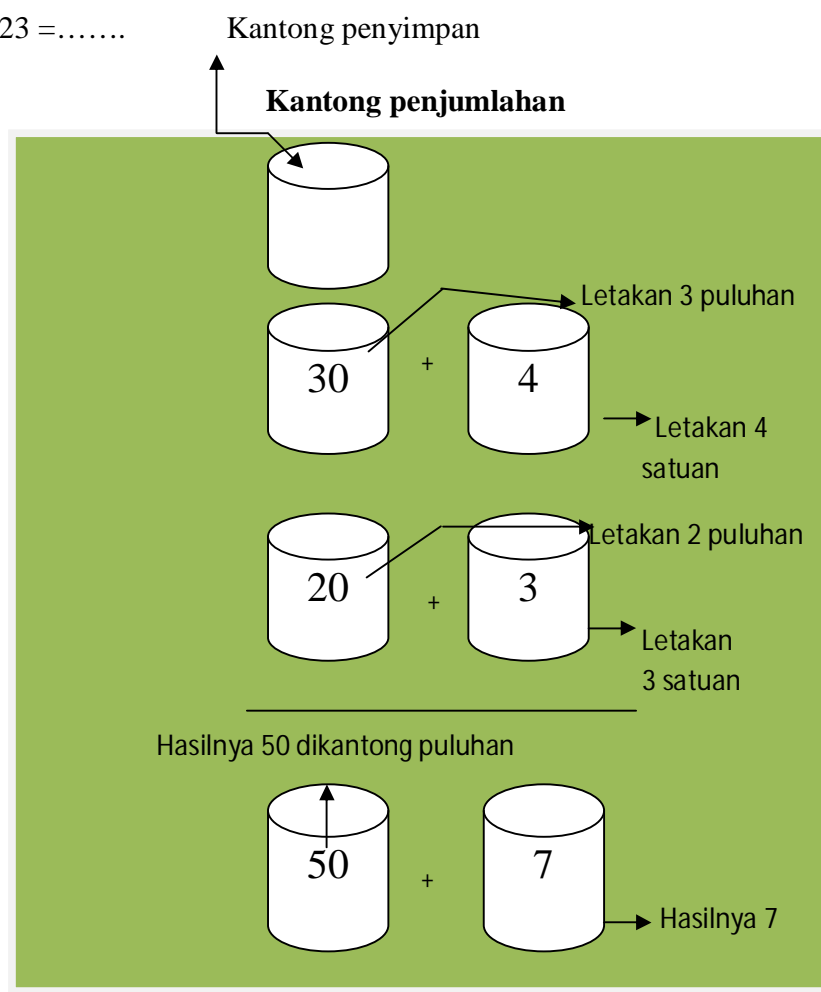 23 =....... Kantong penyimpan
Kantong penjumlahan
Letakan 3 puluhan
30 + 4
Letakan 4
satuan
Letakan 2 puluhan
20 + 3
Letakan
3 satuan
Hasilnya 50 dikantong puluhan
50 + 7
Hasilnya 7